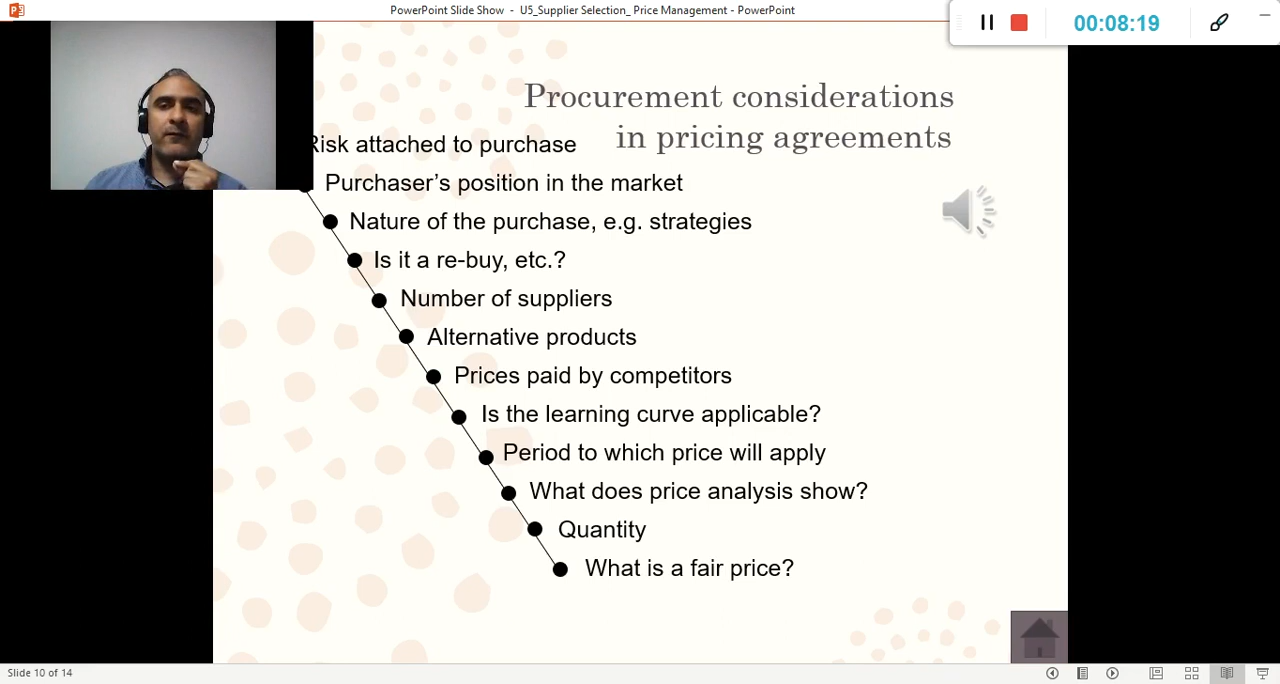 PowerPoint Slide Show - U5_Supplier Selection_ Price Management - PowerPoint
00:08:19
Procurement considerations
in pricing agreements
Risk attached to purchase
Purchaser’s position in the market
Nature of the purchase, e.g. strategies
Is it a re-buy, etc.?
Number of suppliers
Alternative products
Prices paid by competitors
Is the learning curve applicable?
Period to which price will apply
What does price analysis show?
Quantity
What is a fair price?
Slide 10 of 14